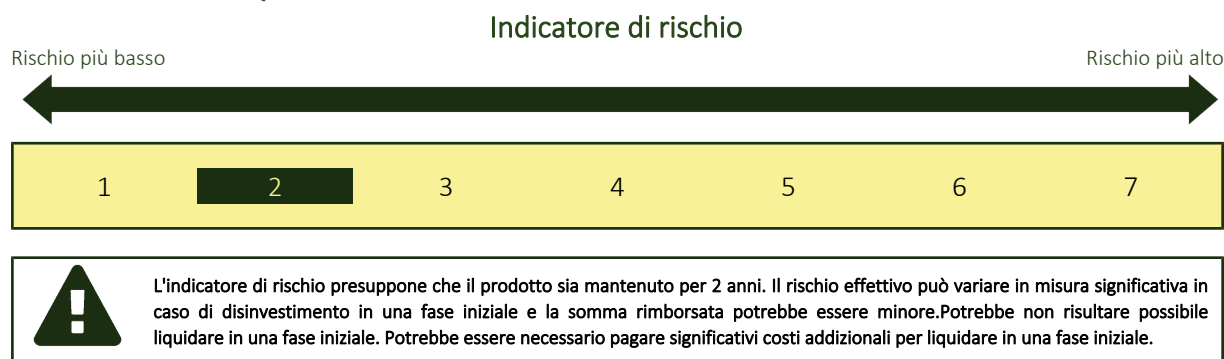 Indicatore di rischio
Rischio più basso
Rischio più alto
1 2 3 4 5 6 7
L'indicatore di rischio presuppone che il prodotto sia mantenuto per 2 anni. Il rischio effettivo può variare in misura significativa in
caso di disinvestimento in una fase iniziale e la somma rimborsata potrebbe essere minore.Potrebbe non risultare possibile
liquidare in una fase iniziale. Potrebbe essere necessario pagare significativi costi addizionali per liquidare in una fase iniziale.